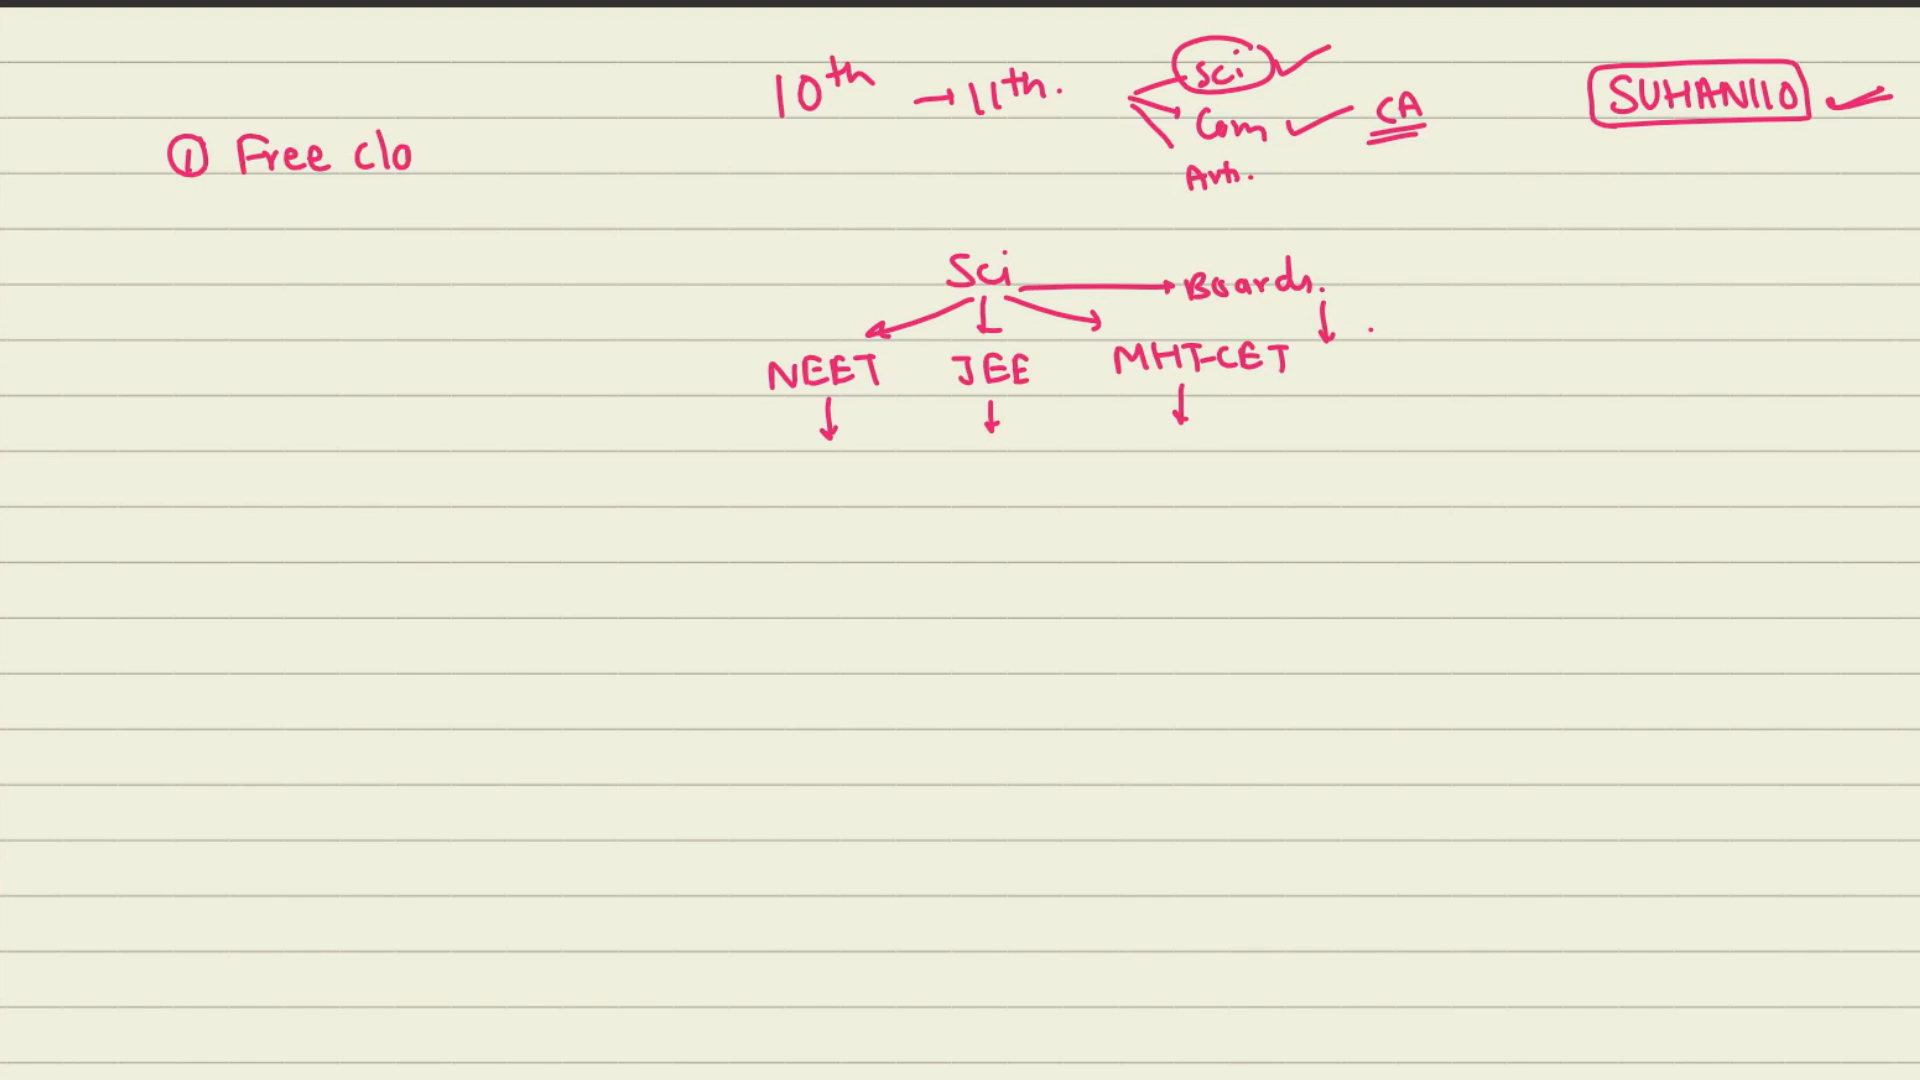 10th → 11th.
Sci
Com ✓ CA
Arts.
SUHANI10
① Free clo
Sci → Boards.
NEET JEE MHT-CET